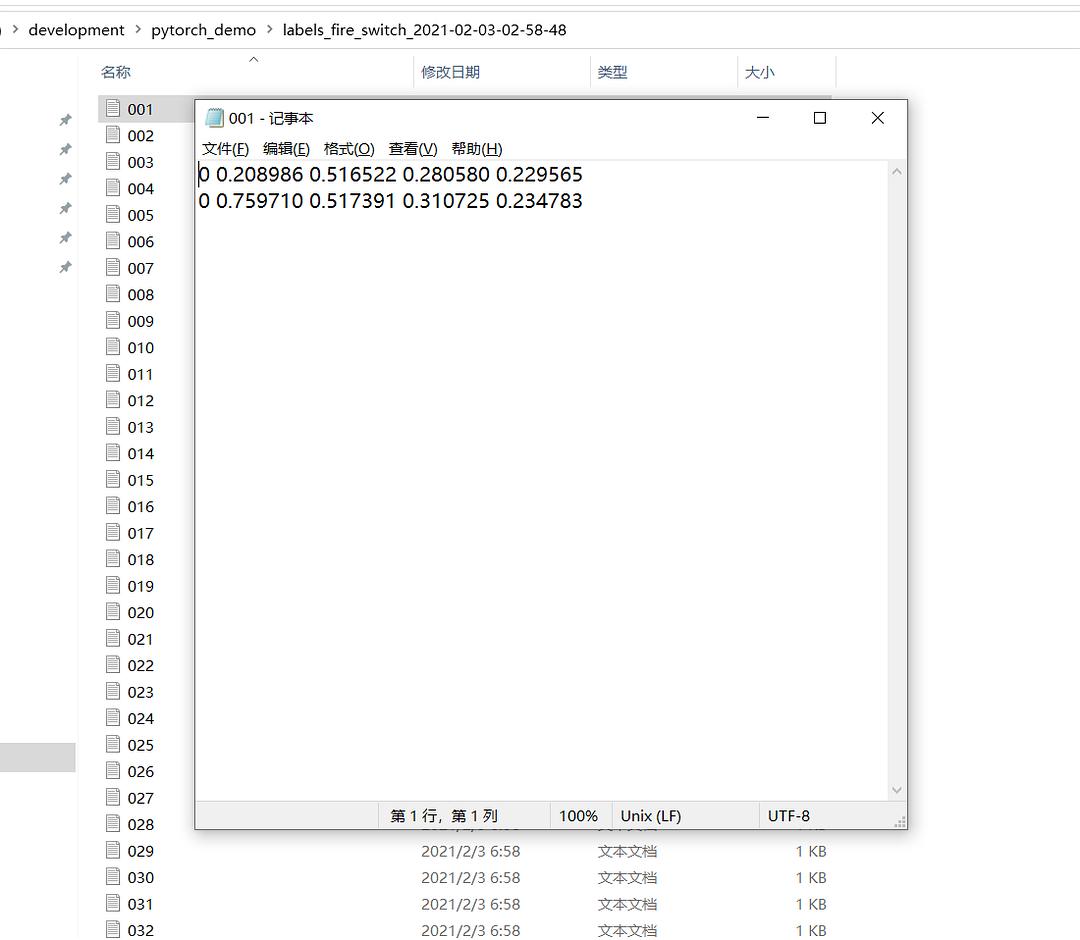 development > pytorch_demo > labels_fire_switch_2021-02-03-02-58-48
名称 修改日期 类型 大小
001
002
003
004
005
006
007
008
009
010
011
012
013
014
015
016
017
018
019
020
021
022
023
024
025
026
027
028
029 2021/2/3 6:58 文本文档 1 KB
030 2021/2/3 6:58 文本文档 1 KB
031 2021/2/3 6:58 文本文档 1 KB
032 2021/2/3 6:58 文本文档 1 KB
001 - 记事本
文件(F) 编辑(E) 格式(O) 查看(V) 帮助(H)
0 0.208986 0.516522 0.280580 0.229565
0 0.759710 0.517391 0.310725 0.234783
第 1 行，第 1 列 100% Unix (LF) UTF-8